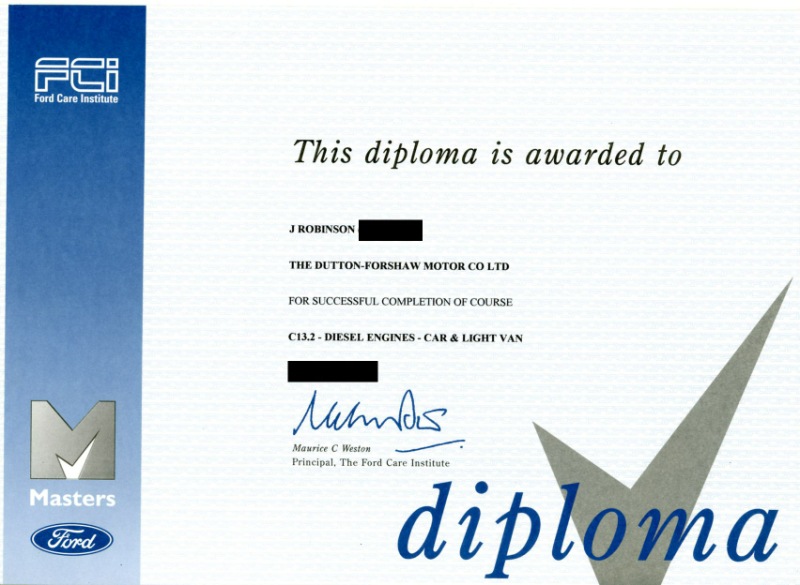 FCi
Ford Care Institute
This diploma is awarded to
J ROBINSON
THE DUTTON-FORSHAW MOTOR CO LTD
FOR SUCCESSFUL COMPLETION OF COURSE
C13.2 - DIESEL ENGINES - CAR & LIGHT VAN
Maurice C Weston
Principal, The Ford Care Institute
M
Masters
Ford
diploma